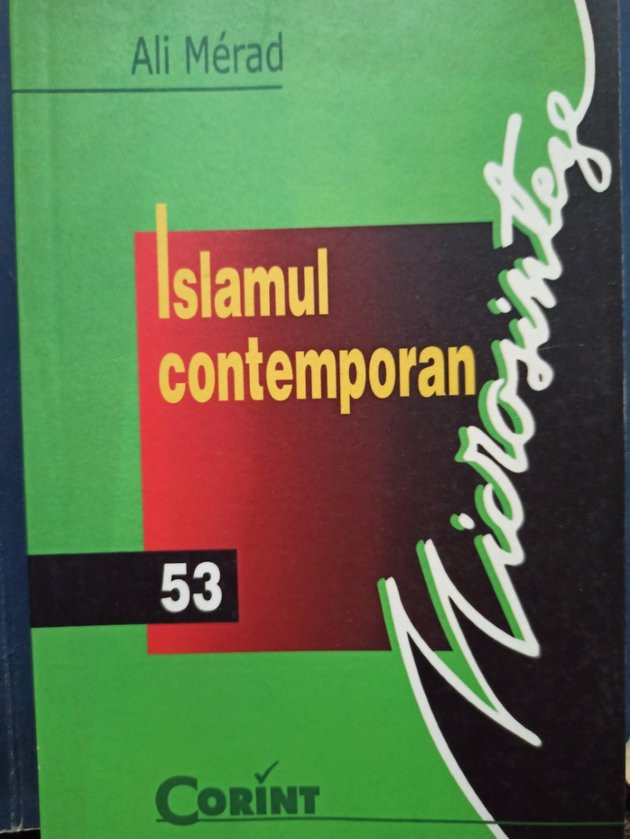 Ali Mérad
Islamul
contemporan
Microsinteze
53
CORINT